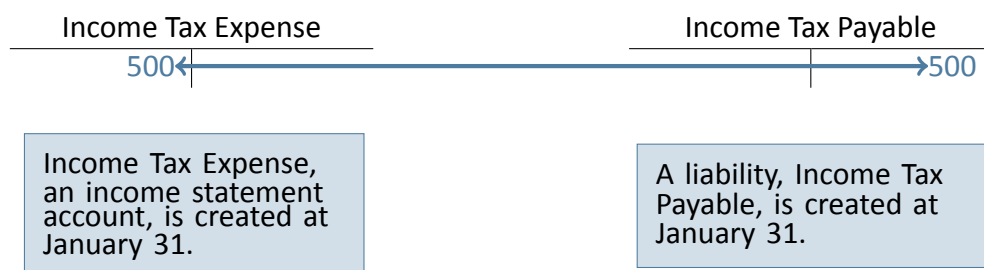 Income Tax Expense
Income Tax Payable
500
500
Income Tax Expense,
an income statement
account, is created at
January 31.
A liability, Income Tax
Payable, is created at
January 31.